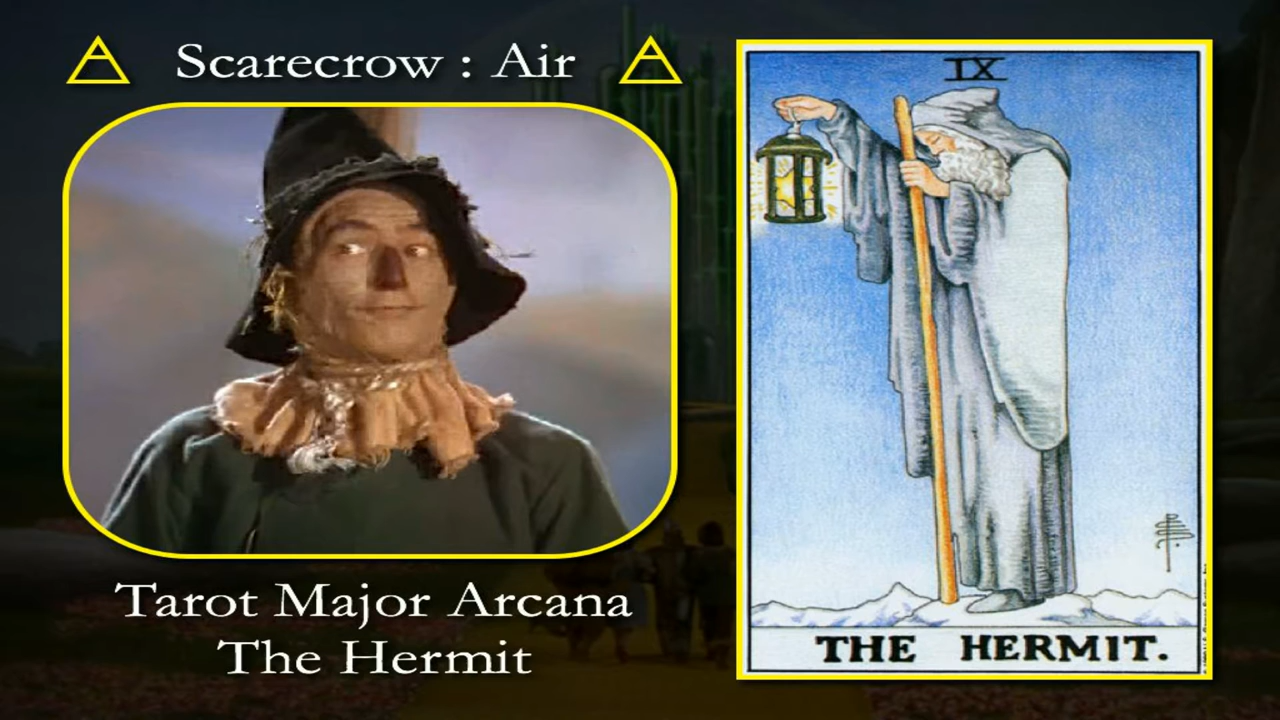 Scarecrow : Air
Tarot Major Arcana
The Hermit
IX
THE HERMIT.